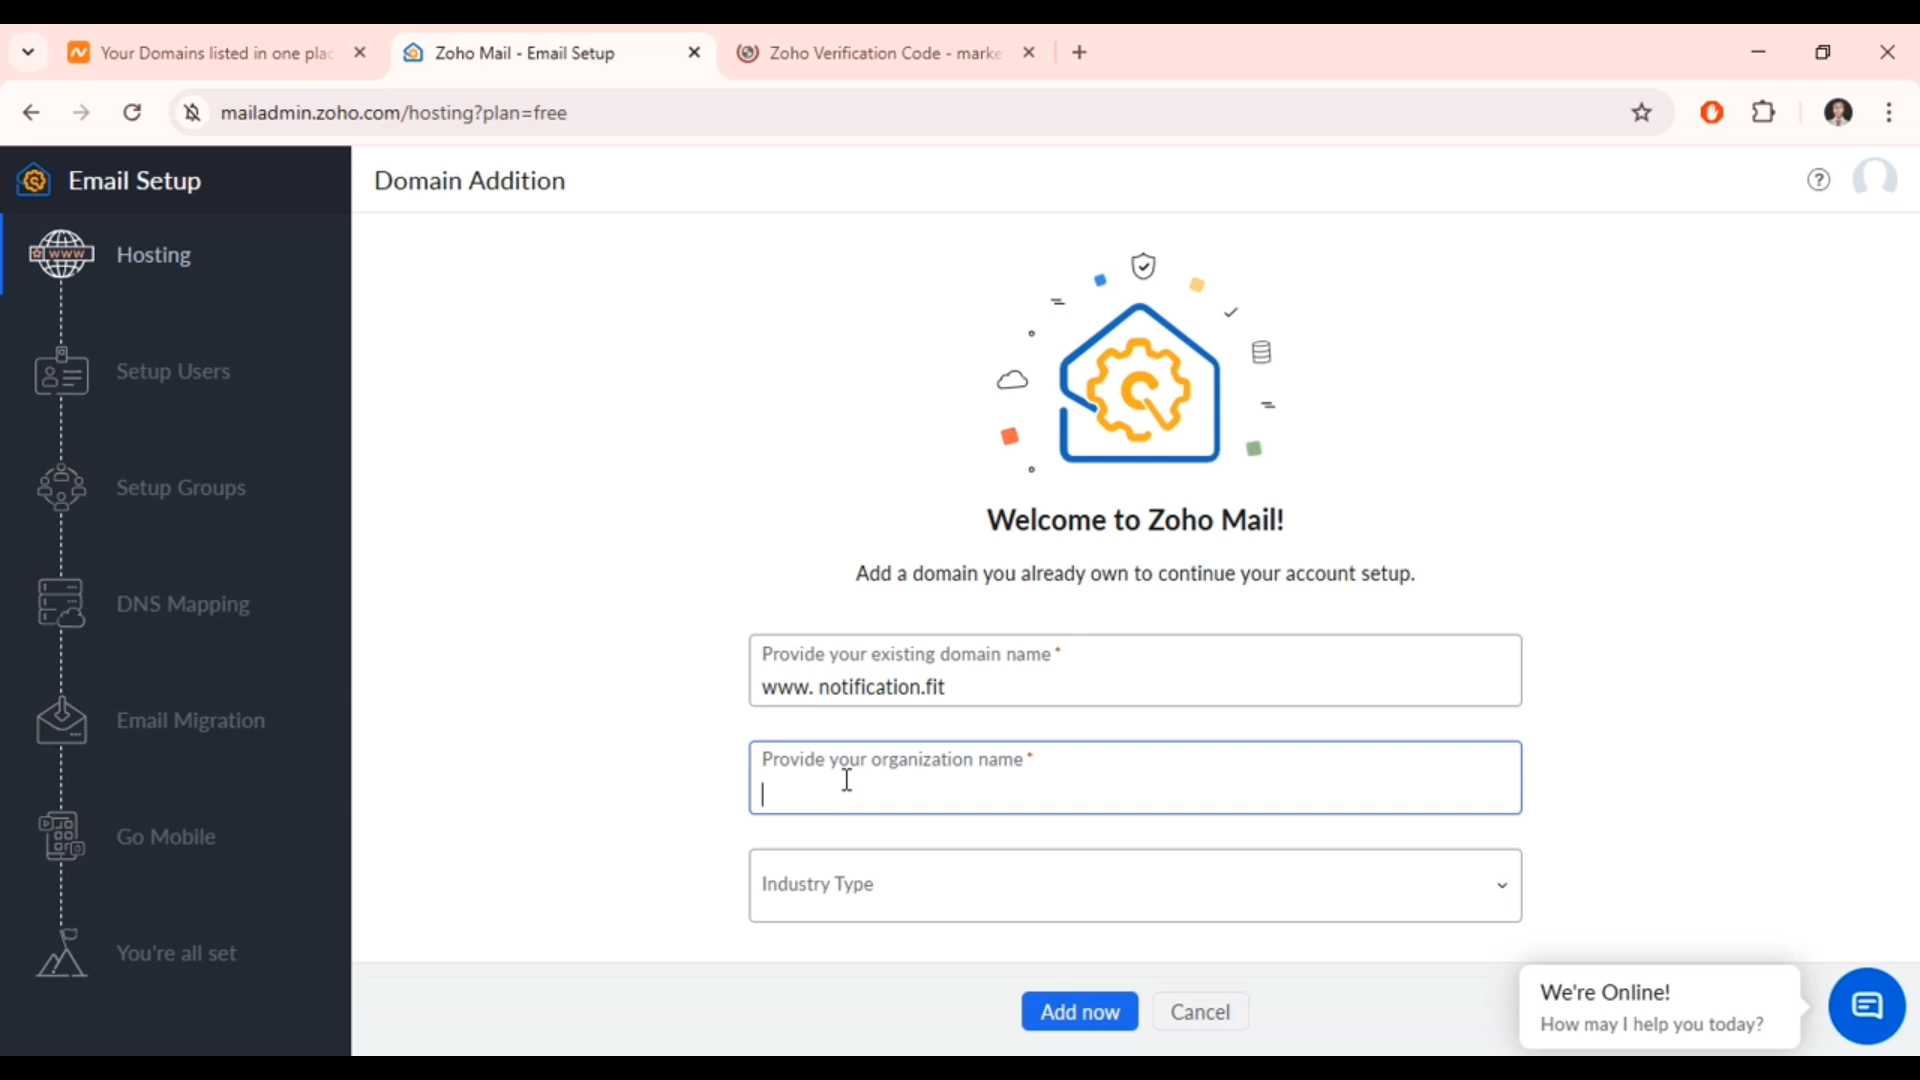 Your Domains listed in one plac
Zoho Mail - Email Setup
Zoho Verification Code - marke
mailadmin.zoho.com/hosting?plan=free
Email Setup
Domain Addition
www
Hosting
Setup Users
Setup Groups
DNS Mapping
Email Migration
Go Mobile
You're all set
Welcome to Zoho Mail!
Add a domain you already own to continue your account setup.
Provide your existing domain name*
www. notification.fit
Provide your organization name*
Industry Type
Add now
Cancel
We're Online!
How may I help you today?